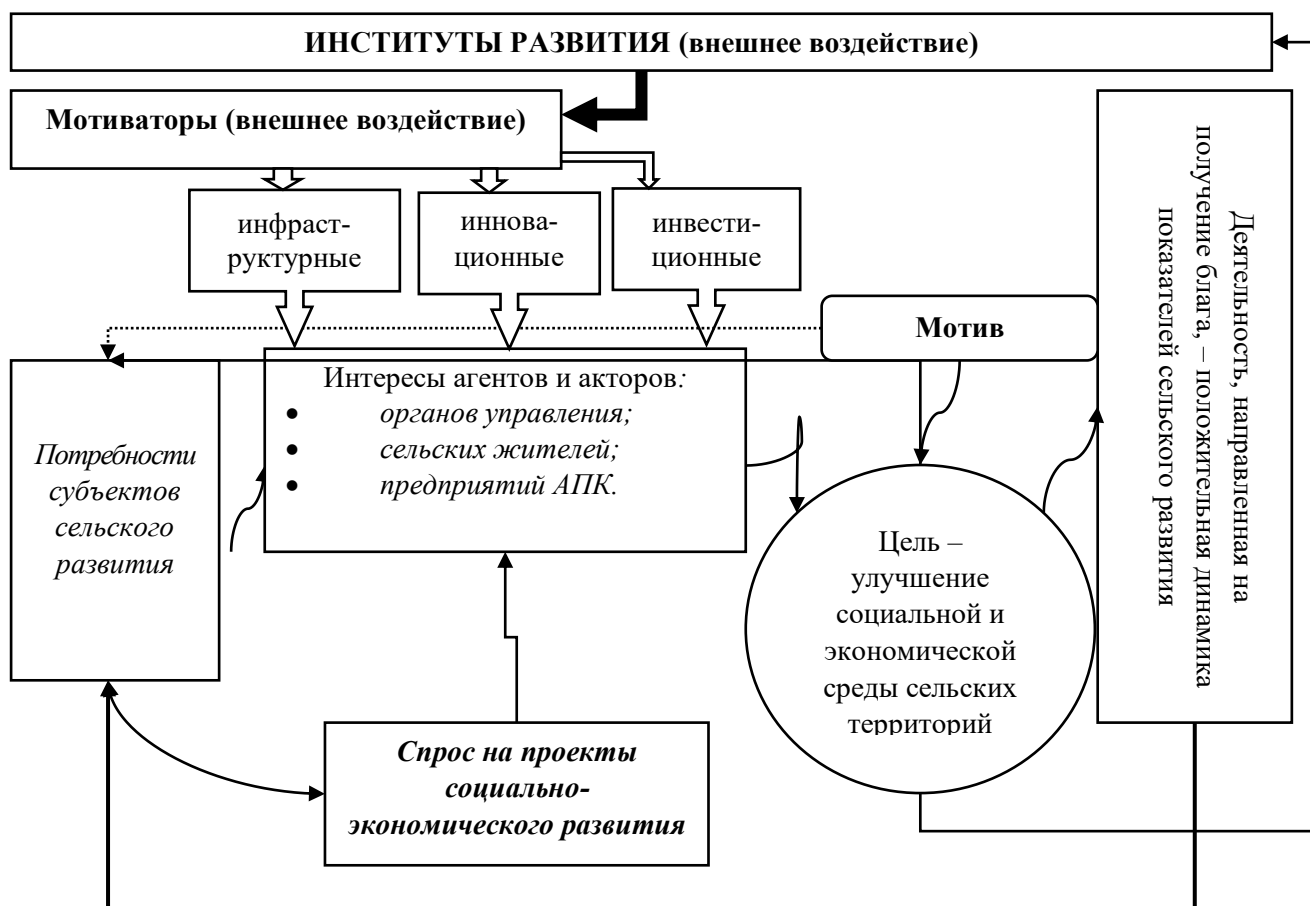 ИНСТИТУТЫ РАЗВИТИЯ (внешнее воздействие)
Мотиваторы (внешнее воздействие)
инфраст-
руктурные
иннова-
ционные
инвести-
ционные
Мотив
Деятельность, направленная на
получение блага, – положительная динамика
показателей сельского развития
Интересы агентов и акторов:
• органов управления;
• сельских жителей;
• предприятий АПК.
Потребности
субъектов
сельского
развития
Цель –
улучшение
социальной и
экономической
среды сельских
территорий
Спрос на проекты
социально-
экономического развития